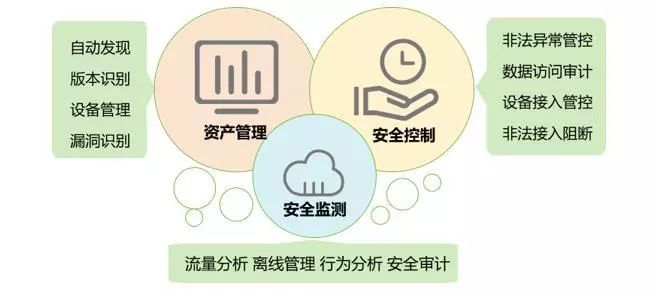 自动发现
版本识别
设备管理
漏洞识别
资产管理
安全控制
非法异常管控
数据访问审计
设备接入管控
非法接入阻断
安全监测
流量分析 离线管理 行为分析 安全审计